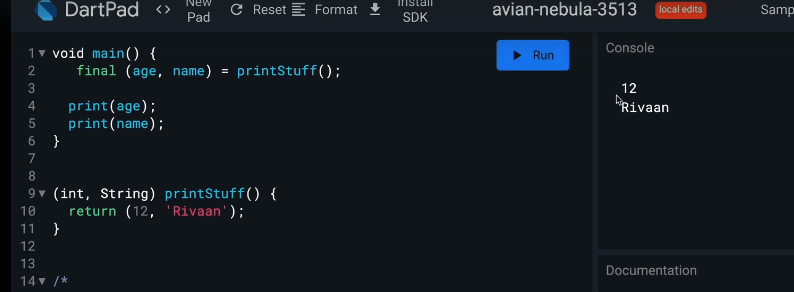 DartPad <> New Pad Reset Format Install SDK avian-nebula-3513 local edits Samp
1 void main() {
2    final (age, name) = printStuff();
3
4   print(age);
5   print(name);
6 }
7
8
9 (int, String) printStuff() {
10   return (12, 'Rivaan');
11 }
12
13
14 /*
Run
Console
12
Rivaan
Documentation